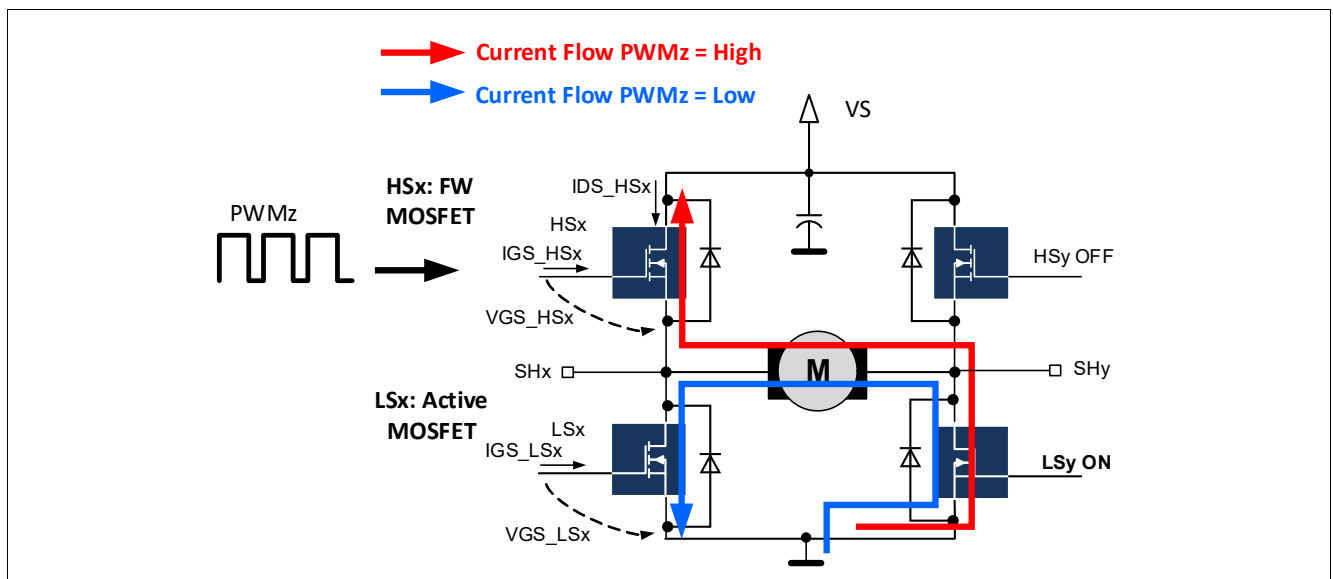 Current Flow PWMz = High
Current Flow PWMz = Low
VS
HSx: FW
MOSFET
IDS_HSx
PWMz
HSx
IGS_HSx
HSy OFF
VGS_HSx
SHx
M
SHy
LSx: Active
MOSFET
LSx
IGS_LSx
LSy ON
VGS_LSx